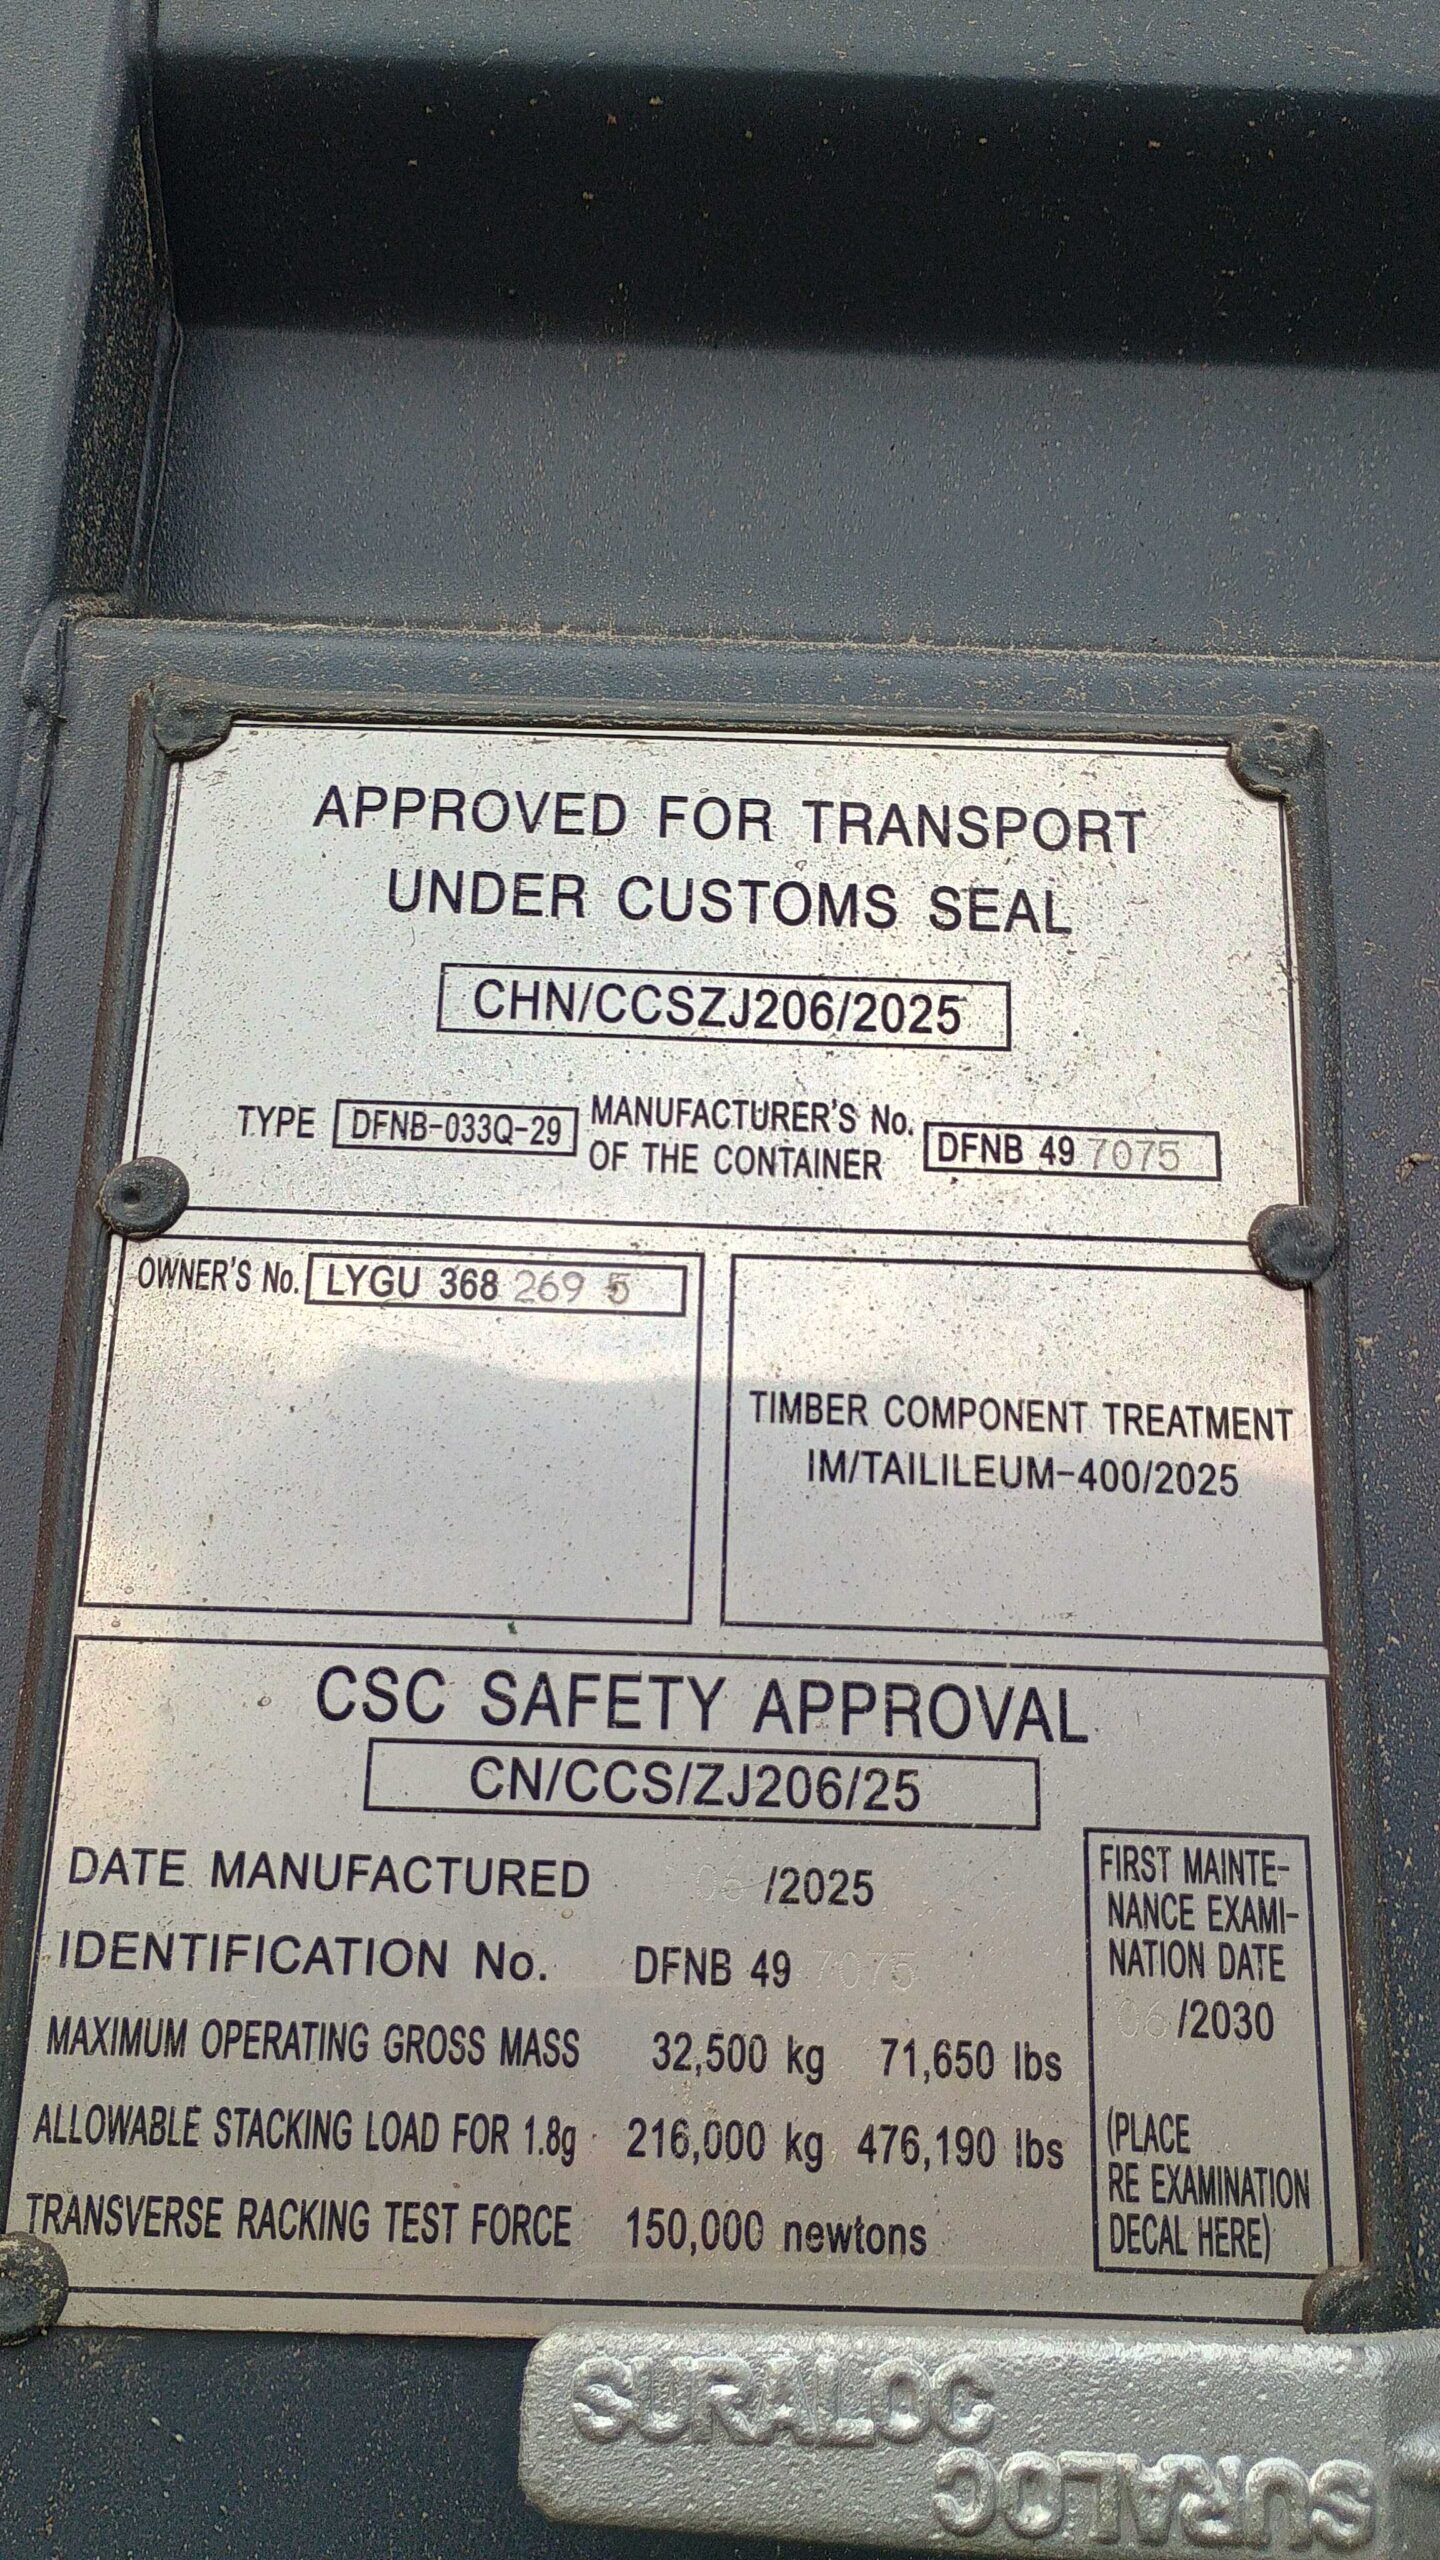 APPROVED FOR TRANSPORT
UNDER CUSTOMS SEAL
CHN/CCSZJ206/2025
TYPE DFNB-033Q-29 MANUFACTURER'S No. OF THE CONTAINER DFNB 49 7075
OWNER'S No. LYGU 368 269 5
TIMBER COMPONENT TREATMENT
IM/TAILILEUM-400/2025
CSC SAFETY APPROVAL
CN/CCS/ZJ206/25
DATE MANUFACTURED 06 /2025
IDENTIFICATION No. DFNB 49 7075
MAXIMUM OPERATING GROSS MASS 32,500 kg 71,650 lbs
ALLOWABLE STACKING LOAD FOR 1.8g 216,000 kg 476,190 lbs
TRANSVERSE RACKING TEST FORCE 150,000 newtons
FIRST MAINTE-
NANCE EXAMI-
NATION DATE
06 /2030
(PLACE
RE EXAMINATION
DECAL HERE)
SURALOC
SURALOC